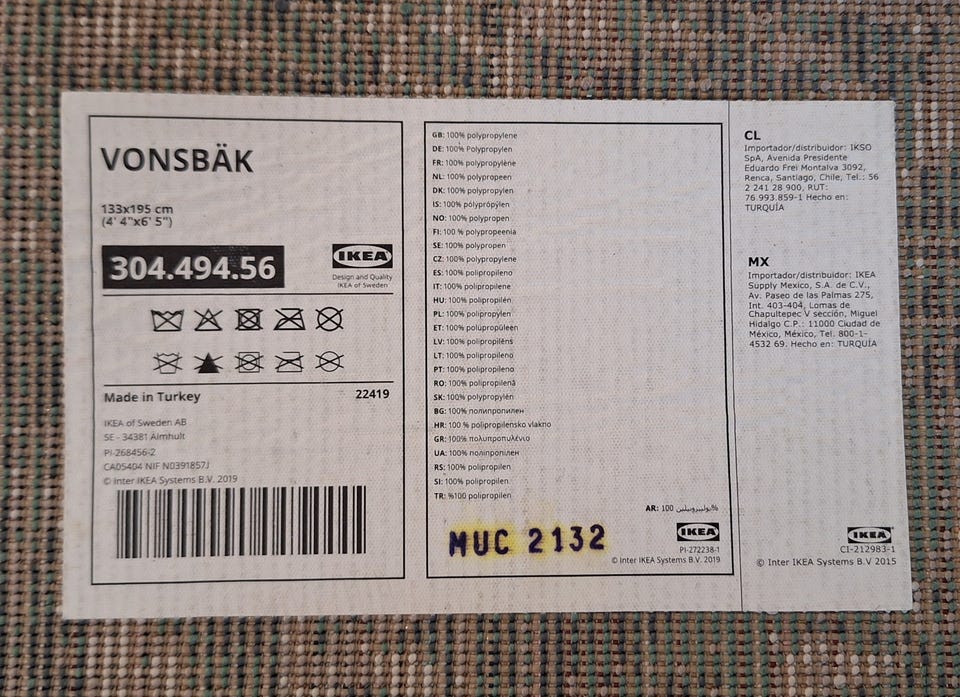 VONSBÄK
133x195 cm
(4' 4"x6' 5")
304.494.56
IKEA
Design and Quality
IKEA of Sweden
Made in Turkey
22419
IKEA of Sweden AB
SE - 34381 Älmhult
PI-268456-2
CA05404 NIF N0391857J
© Inter IKEA Systems B.V. 2019
GB: 100% polypropylene
DE: 100% Polypropylen
FR: 100% polypropylène
NL: 100% polypropeen
DK: 100% polypropylen
IS: 100% polyprópýlen
NO: 100% polypropen
FI: 100 % polypropeenia
SE: 100% polypropen
CZ: 100% polypropylene
ES: 100% polipropileno
IT: 100% polipropilene
HU: 100% polipropilén
PL: 100% polipropylen
ET: 100% polüpropüleen
LV: 100% polipropilēns
LT: 100% polipropileno
PT: 100% polipropileno
RO: 100% polipropilenă
SK: 100% polypropylén
BG: 100% полипропилен
HR: 100 % polipropilensko vlakno
GR: 100% πολυπροπυλένιο
UA: 100% поліпропілен
RS: 100% polipropilen
SI: 100% polipropilen
TR: %100 polipropilen
AR: 100 %بوليبروبيلين
MUC 2132
IKEA
PI-272238-1
© Inter IKEA Systems B.V. 2019
CL
Importador/distribuidor: IKSO
SpA, Avenida Presidente
Eduardo Frei Montalva 3092,
Renca, Santiago, Chile, Tel.: 56
2 241 28 900, RUT:
76.993.859-1 Hecho en:
TURQUÍA
MX
Importador/distribuidor: IKEA
Supply Mexico, S.A. de C.V.,
Av. Paseo de las Palmas 275,
Int. 403-404, Lomas de
Chapultepec V sección, Miguel
Hidalgo C.P.: 11000 Ciudad de
México, México, Tel. 800-1-
4532 69. Hecho en: TURQUÍA
IKEA
CI-212983-1
© Inter IKEA Systems B.V 2015